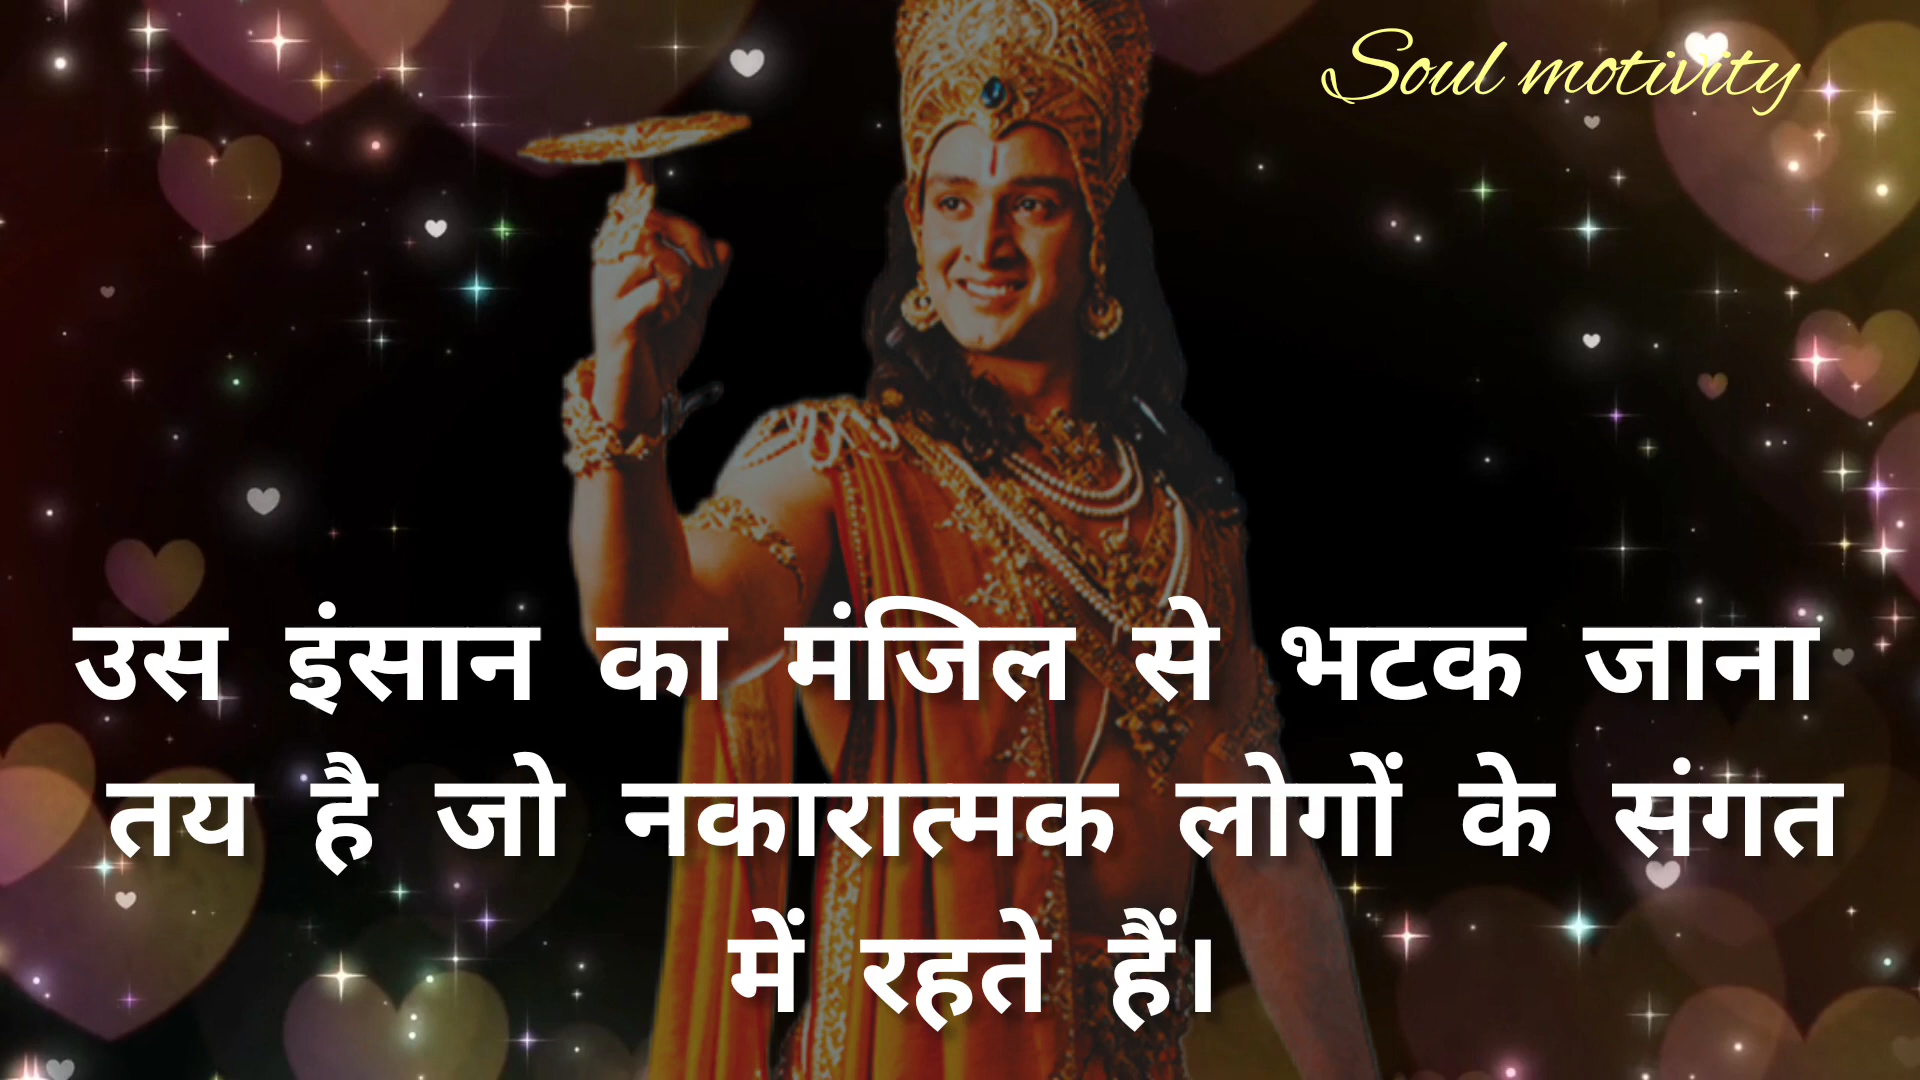 Soul motivity
उस इंसान का मंजिल से भटक जाना
तय है जो नकारात्मक लोगों के संगत
में रहते हैं।